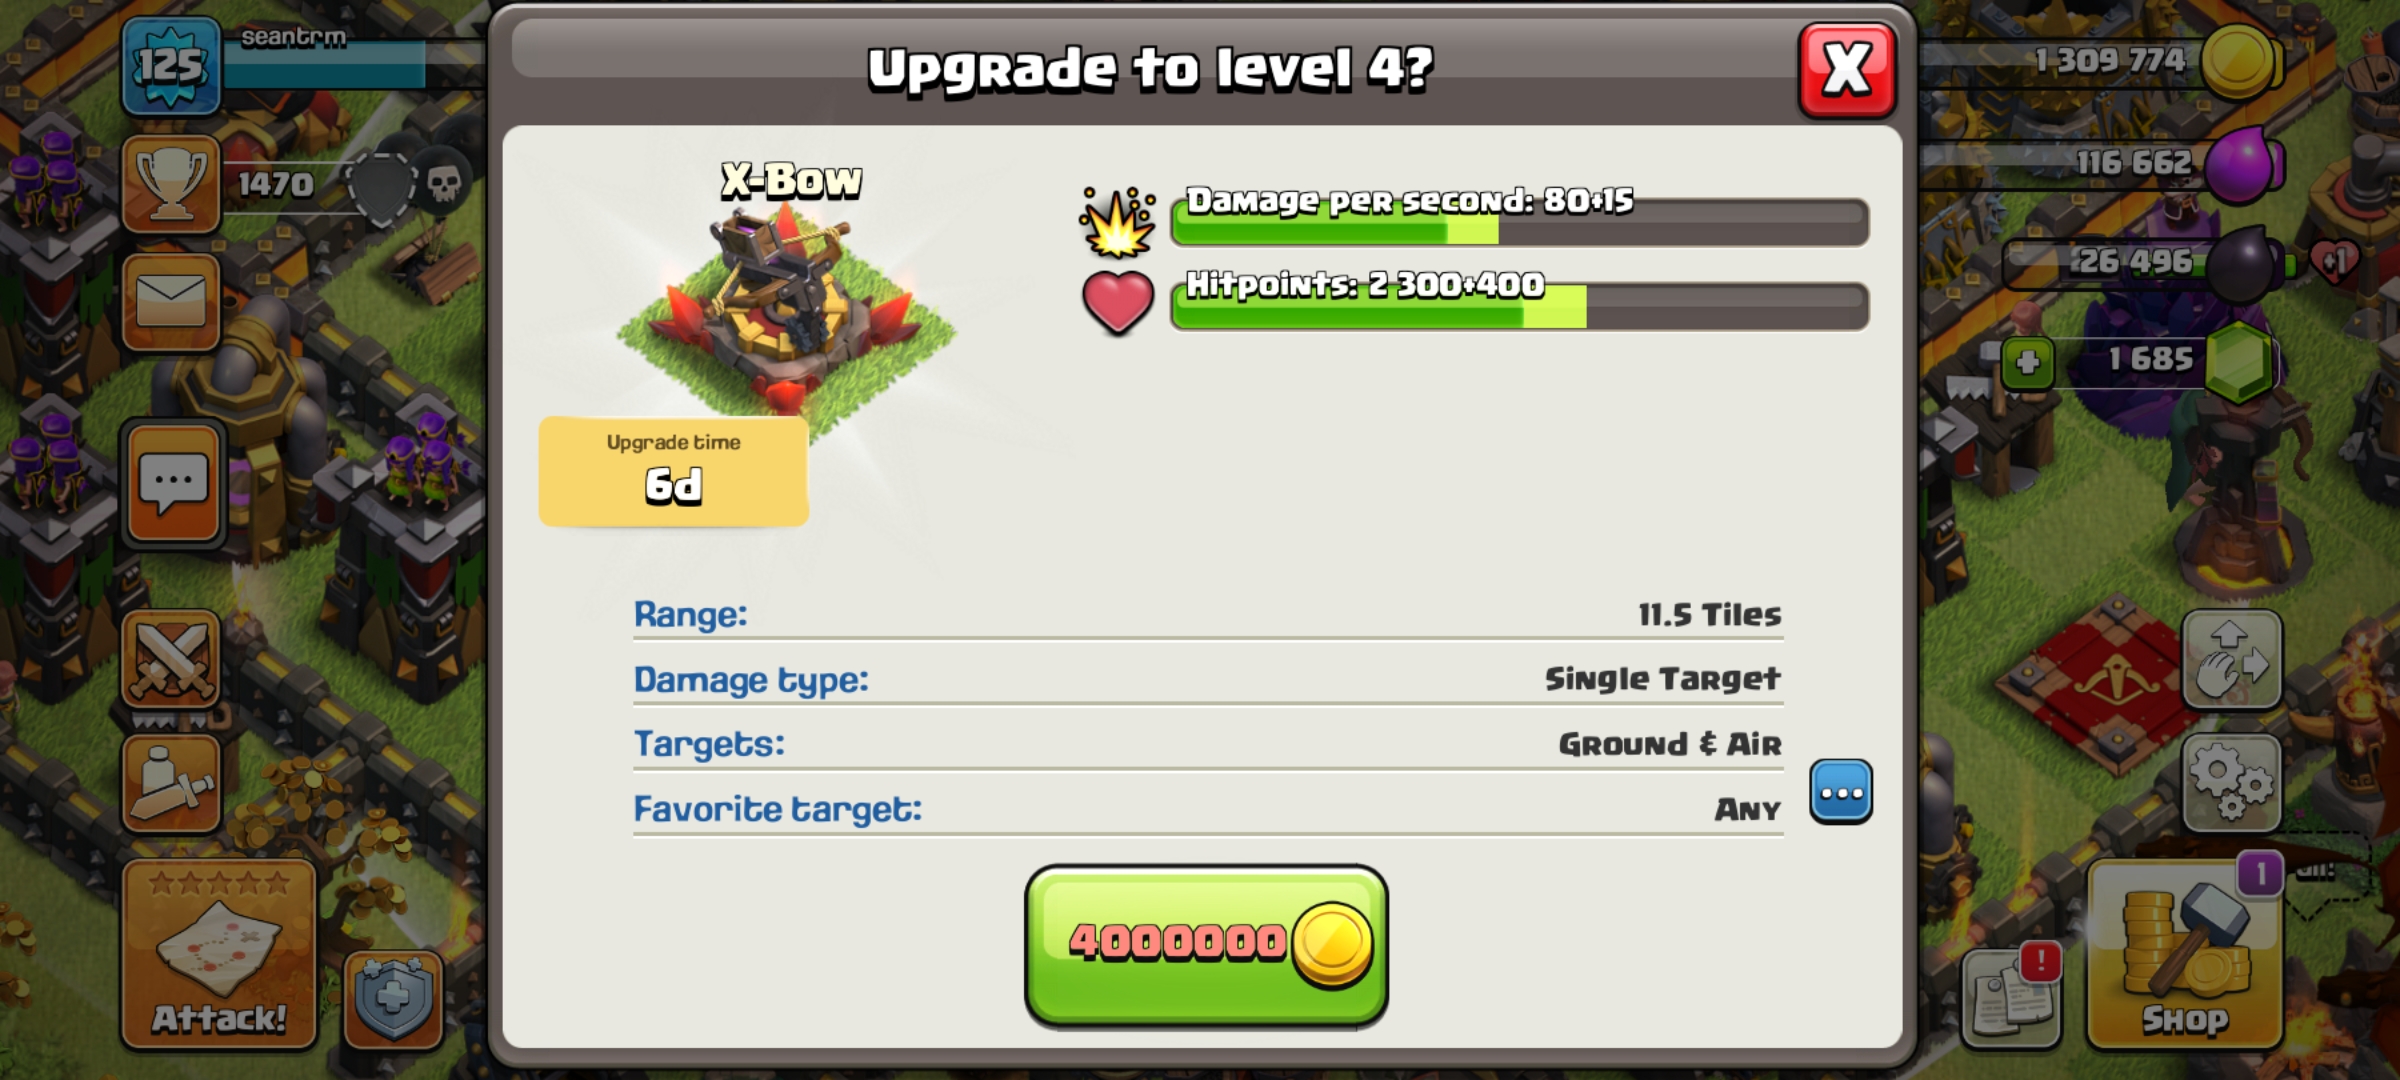 125
seantrm
1470
Attack!
Upgrade to level 4?
X
X-Bow
Upgrade time
6d
Damage per second: 80+15
Hitpoints: 2 300+400
Range: 11.5 Tiles
Damage type: Single Target
Targets: Ground & Air
Favorite target: Any
4000000
1 309 774
116 662
26 496
+1
1 685
1
!
Shop